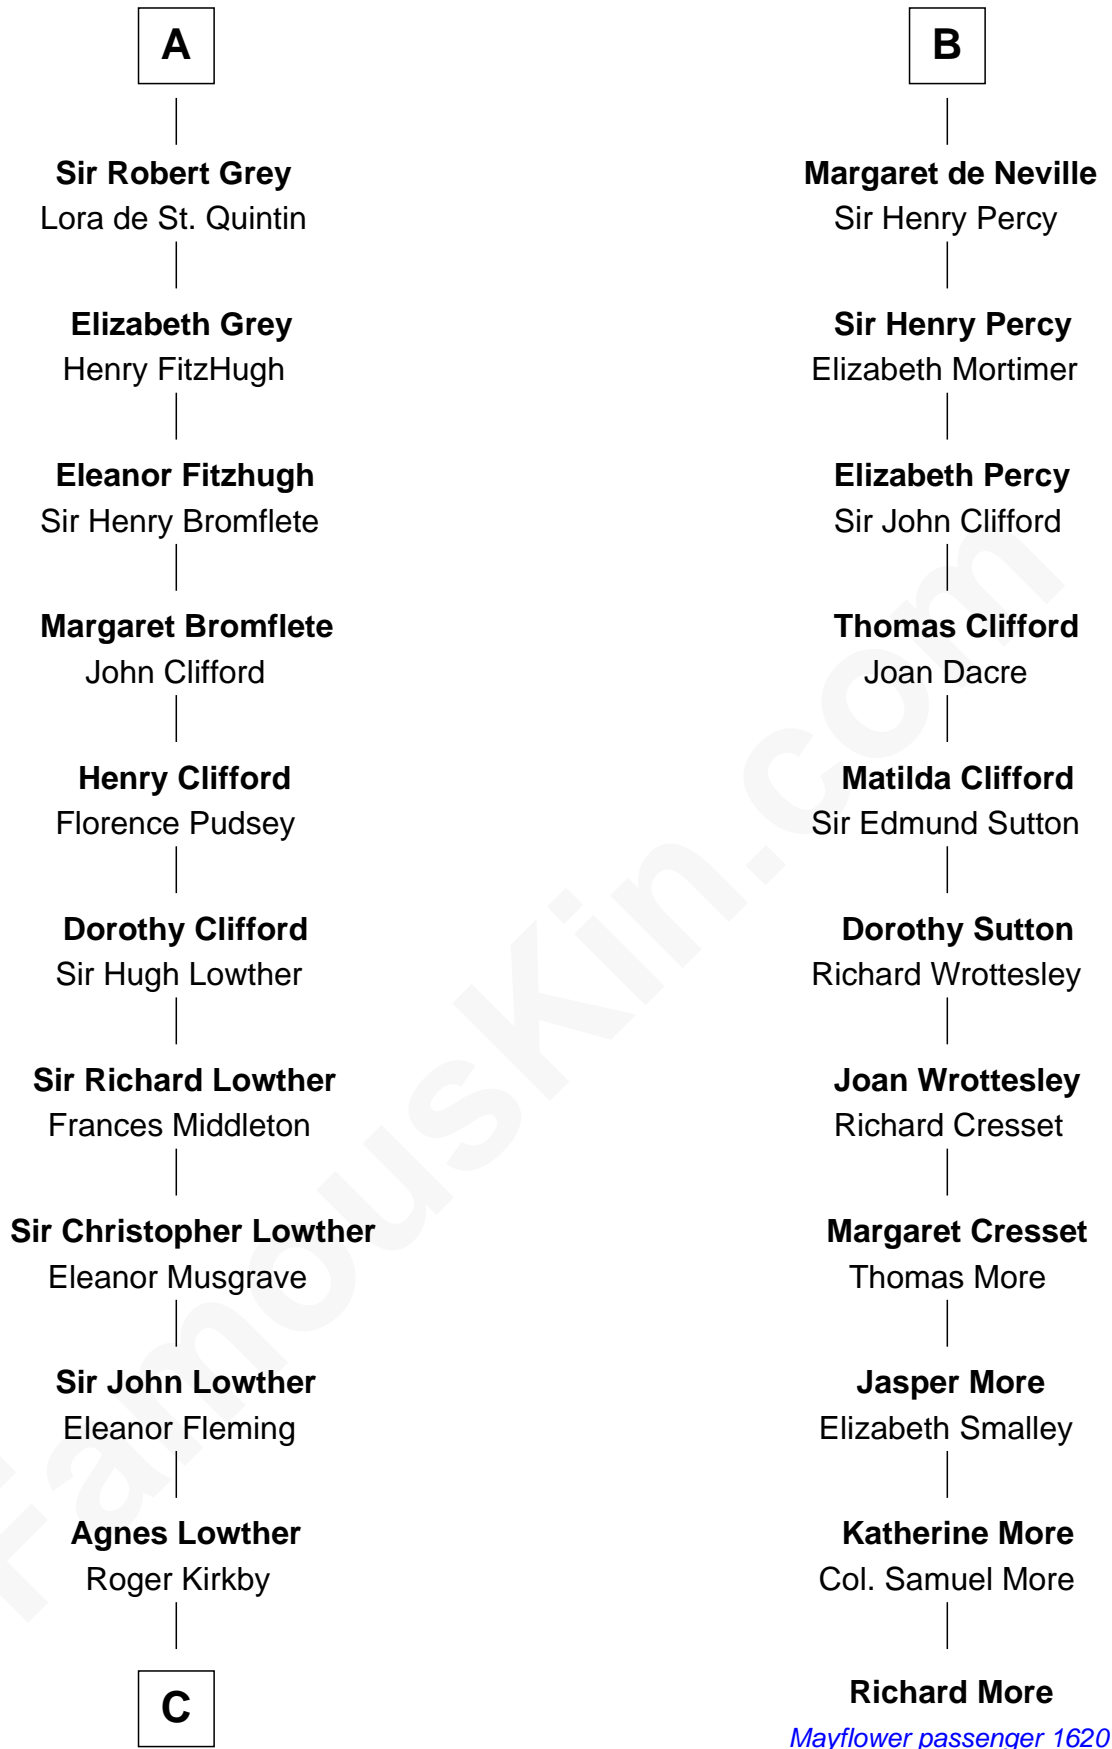 A
Sir Robert Grey
Lora de St. Quintin
Elizabeth Grey
Henry FitzHugh
Eleanor Fitzhugh
Sir Henry Bromflete
Margaret Bromflete
John Clifford
Henry Clifford
Florence Pudsey
Dorothy Clifford
Sir Hugh Lowther
Sir Richard Lowther
Frances Middleton
Sir Christopher Lowther
Eleanor Musgrave
Sir John Lowther
Eleanor Fleming
Agnes Lowther
Roger Kirkby
C
B
Margaret de Neville
Sir Henry Percy
Sir Henry Percy
Elizabeth Mortimer
Elizabeth Percy
Sir John Clifford
Thomas Clifford
Joan Dacre
Matilda Clifford
Sir Edmund Sutton
Dorothy Sutton
Richard Wrottesley
Joan Wrottesley
Richard Cresset
Margaret Cresset
Thomas More
Jasper More
Elizabeth Smalley
Katherine More
Col. Samuel More
Richard More
Mayflower passenger 1620
FamousKin.com